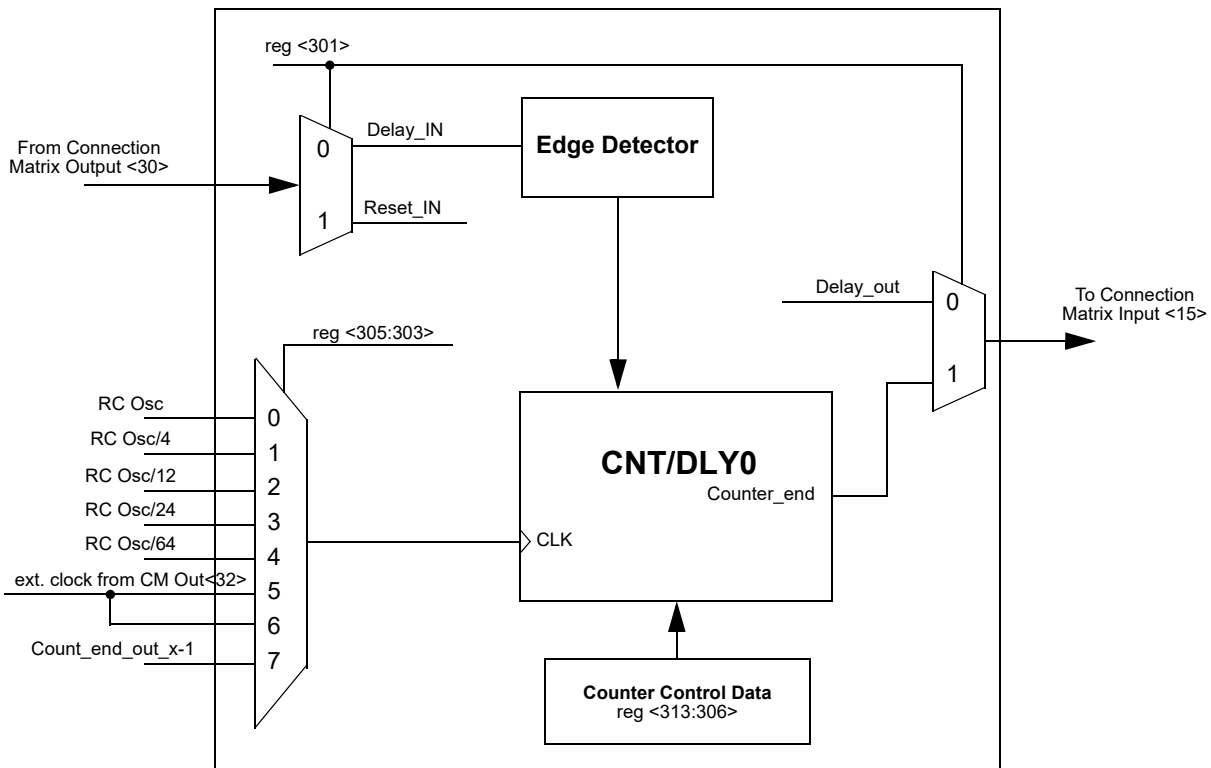 reg <301>
From Connection
Matrix Output <30>
0
1
Delay_IN
Reset_IN
Edge Detector
Delay_out
0
1
To Connection
Matrix Input <15>
reg <305:303>
RC Osc
RC Osc/4
RC Osc/12
RC Osc/24
RC Osc/64
ext. clock from CM Out<32>
Count_end_out_x-1
0
1
2
3
4
5
6
7
CNT/DLY0
Counter_end
CLK
Counter Control Data
reg <313:306>